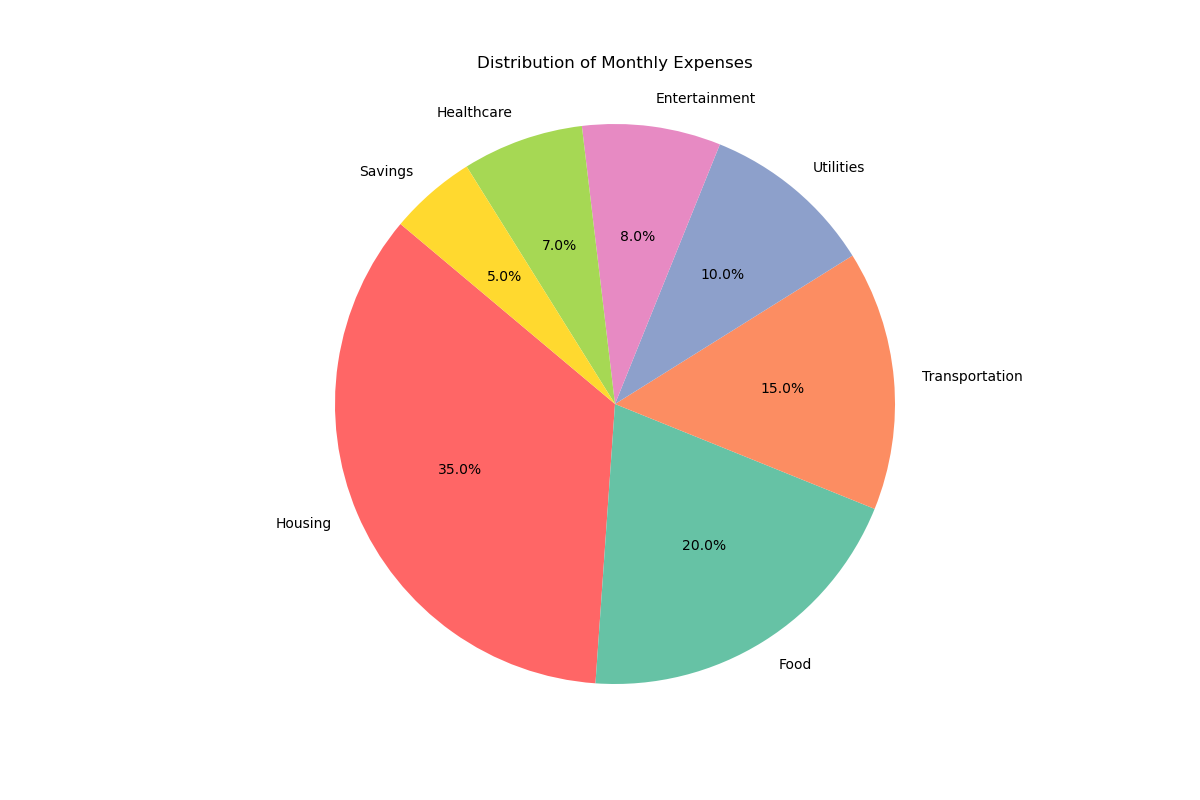 Distribution of Monthly Expenses
Entertainment
Healthcare
Utilities
Savings
8.0%
7.0%
10.0%
5.0%
Transportation
15.0%
35.0%
Housing
20.0%
Food